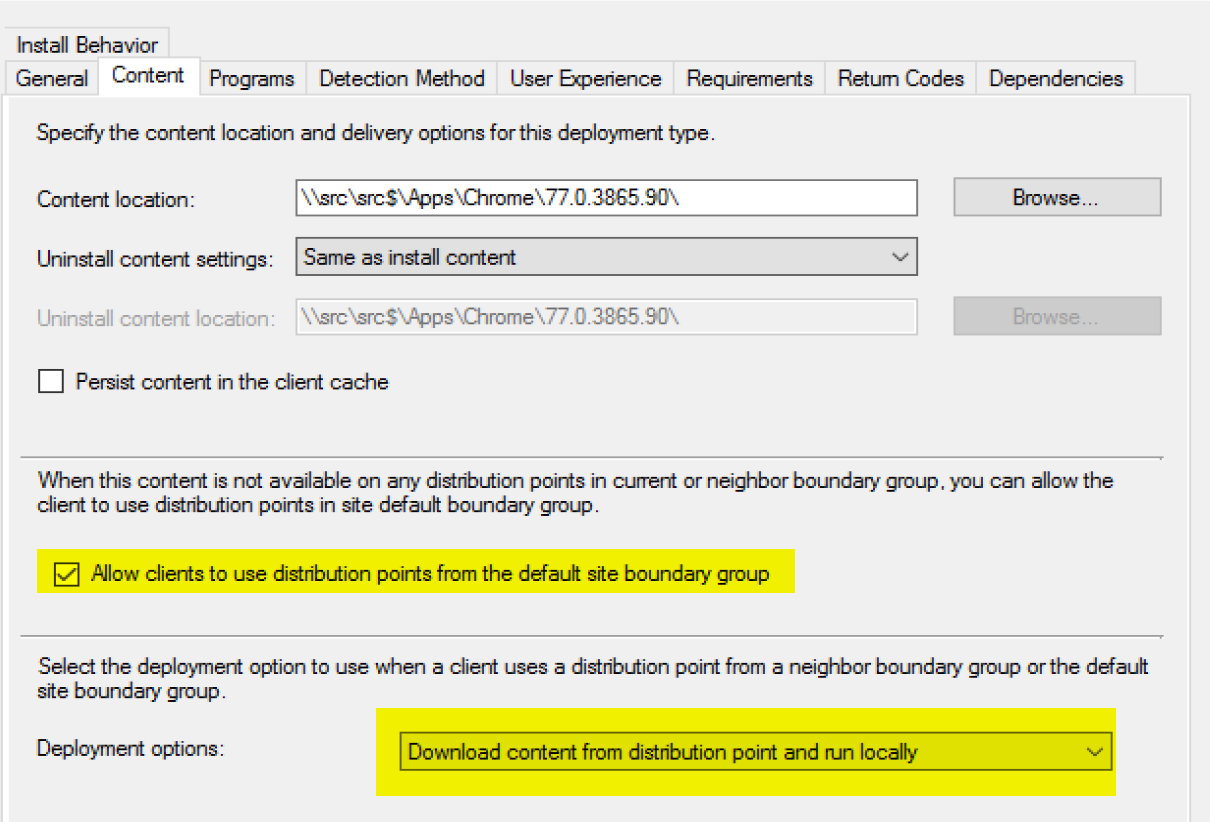 Install Behavior
General Content Programs Detection Method User Experience Requirements Return Codes Dependencies
Specify the content location and delivery options for this deployment type.
Content location: \\src\src$\Apps\Chrome\77.0.3865.90\ Browse...
Uninstall content settings: Same as install content
Uninstall content location: \\src\src$\Apps\Chrome\77.0.3865.90\ Browse...
Persist content in the client cache
When this content is not available on any distribution points in current or neighbor boundary group, you can allow the
client to use distribution points in site default boundary group.
Allow clients to use distribution points from the default site boundary group
Select the deployment option to use when a client uses a distribution point from a neighbor boundary group or the default
site boundary group.
Deployment options: Download content from distribution point and run locally